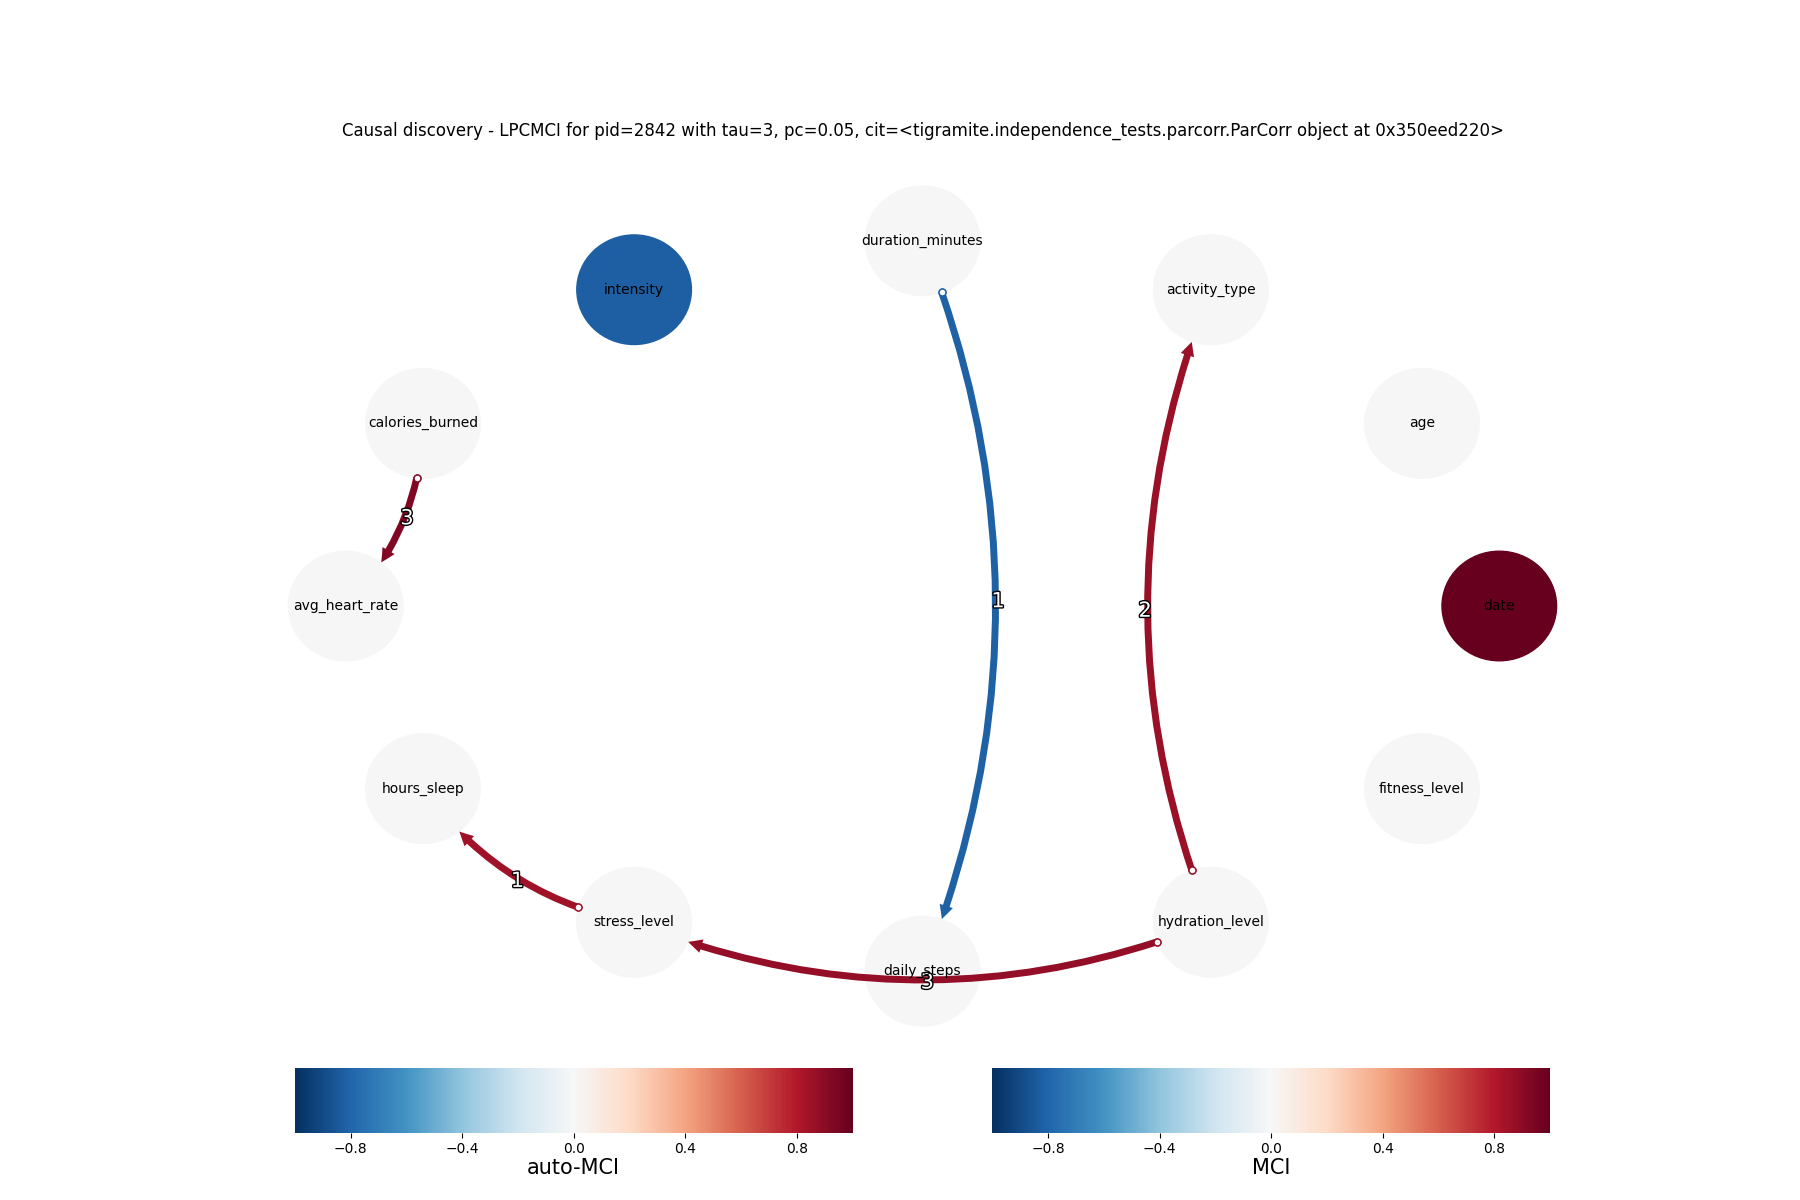 Causal discovery - LPCMCI for pid=2842 with tau=3, pc=0.05, cit=<tigramite.independence_tests.parcorr.ParCorr object at 0x350eed220>
duration_minutes
intensity
activity_type
calories_burned
age
3
avg_heart_rate
1
2
date
hours_sleep
fitness_level
1
stress_level
hydration_level
daily_steps
3
−0.8 −0.4 0.0 0.4 0.8
auto-MCI
−0.8 −0.4 0.0 0.4 0.8
MCI